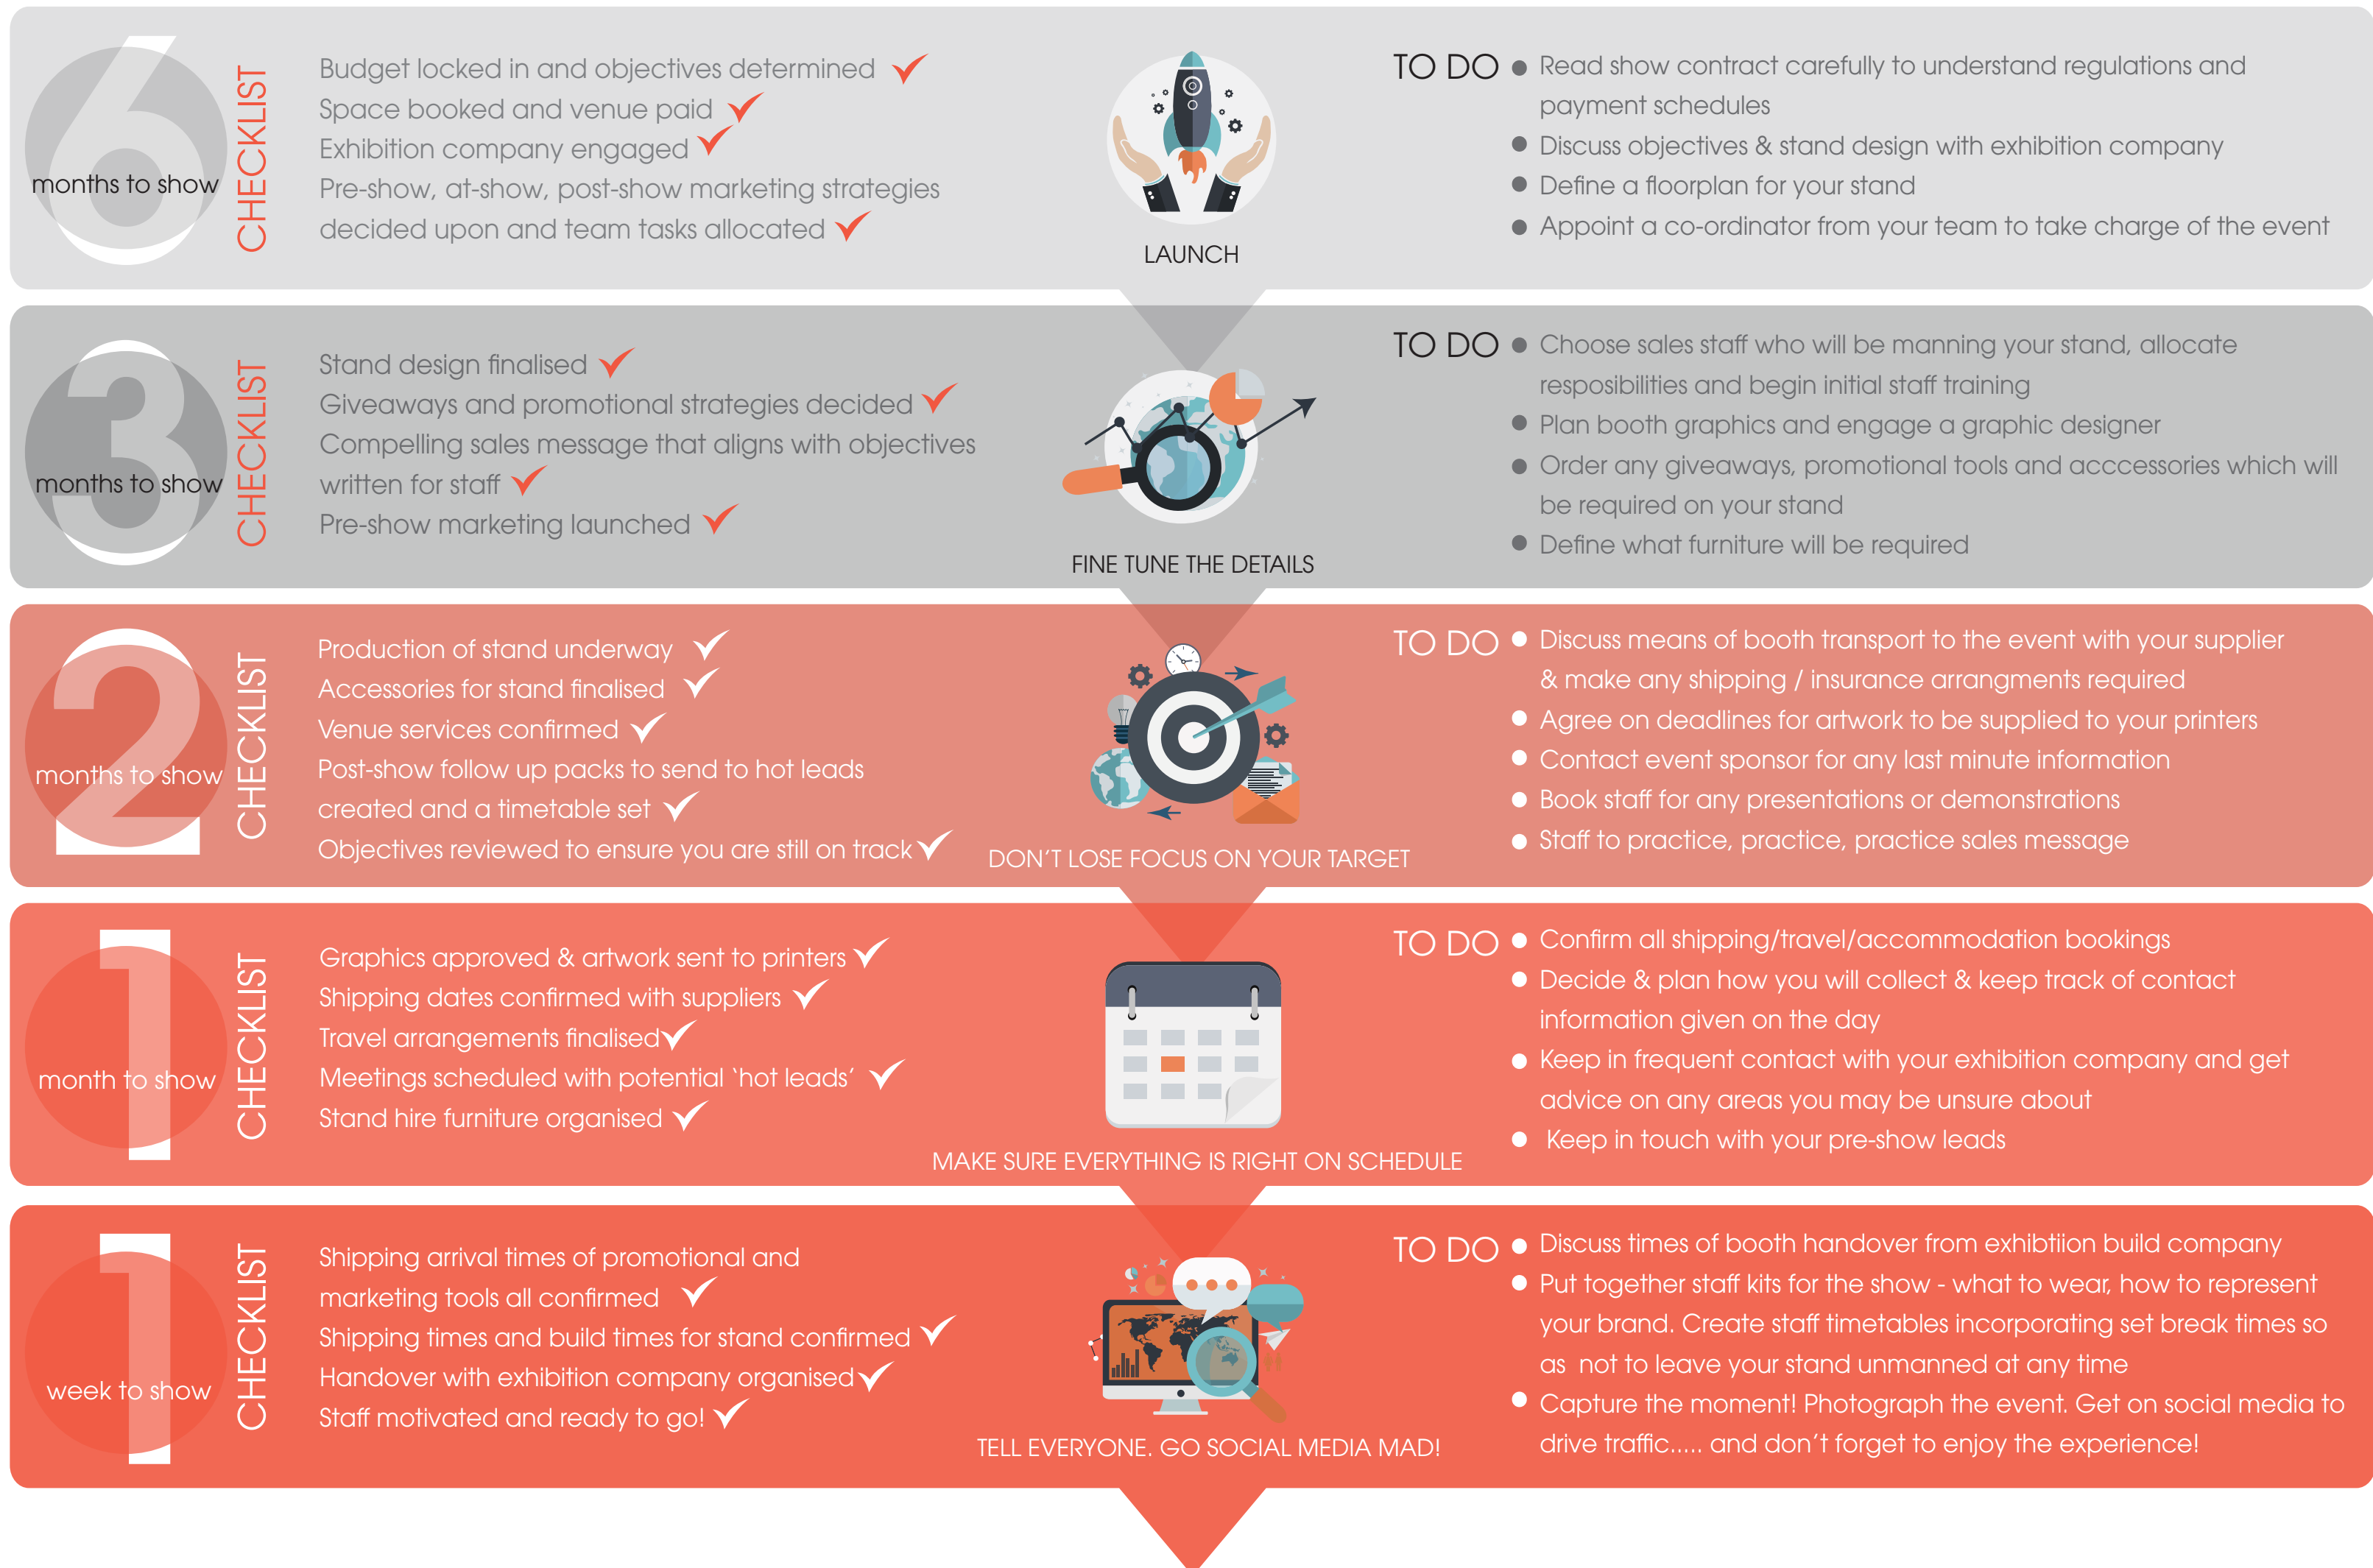 6
months to show
CHECKLIST
Budget locked in and objectives determined
Space booked and venue paid
Exhibition company engaged
Pre-show, at-show, post-show marketing strategies
decided upon and team tasks allocated
LAUNCH
TO DO
Read show contract carefully to understand regulations and
payment schedules
Discuss objectives & stand design with exhibition company
Define a floorplan for your stand
Appoint a co-ordinator from your team to take charge of the event
3
months to show
CHECKLIST
Stand design finalised
Giveaways and promotional strategies decided
Compelling sales message that aligns with objectives
written for staff
Pre-show marketing launched
FINE TUNE THE DETAILS
TO DO
Choose sales staff who will be manning your stand, allocate
resposibilities and begin initial staff training
Plan booth graphics and engage a graphic designer
Order any giveaways, promotional tools and acccessories which will
be required on your stand
Define what furniture will be required
2
months to show
CHECKLIST
Production of stand underway
Accessories for stand finalised
Venue services confirmed
Post-show follow up packs to send to hot leads
created and a timetable set
Objectives reviewed to ensure you are still on track
DON'T LOSE FOCUS ON YOUR TARGET
TO DO
Discuss means of booth transport to the event with your supplier
& make any shipping / insurance arrangments required
Agree on deadlines for artwork to be supplied to your printers
Contact event sponsor for any last minute information
Book staff for any presentations or demonstrations
Staff to practice, practice, practice sales message
1
month to show
CHECKLIST
Graphics approved & artwork sent to printers
Shipping dates confirmed with suppliers
Travel arrangements finalised
Meetings scheduled with potential 'hot leads'
Stand hire furniture organised
MAKE SURE EVERYTHING IS RIGHT ON SCHEDULE
TO DO
Confirm all shipping/travel/accommodation bookings
Decide & plan how you will collect & keep track of contact
information given on the day
Keep in frequent contact with your exhibition company and get
advice on any areas you may be unsure about
Keep in touch with your pre-show leads
1
week to show
CHECKLIST
Shipping arrival times of promotional and
marketing tools all confirmed
Shipping times and build times for stand confirmed
Handover with exhibition company organised
Staff motivated and ready to go!
TELL EVERYONE. GO SOCIAL MEDIA MAD!
TO DO
Discuss times of booth handover from exhibtiion build company
Put together staff kits for the show - what to wear, how to represent
your brand. Create staff timetables incorporating set break times so
as not to leave your stand unmanned at any time
Capture the moment! Photograph the event. Get on social media to
drive traffic..... and don't forget to enjoy the experience!